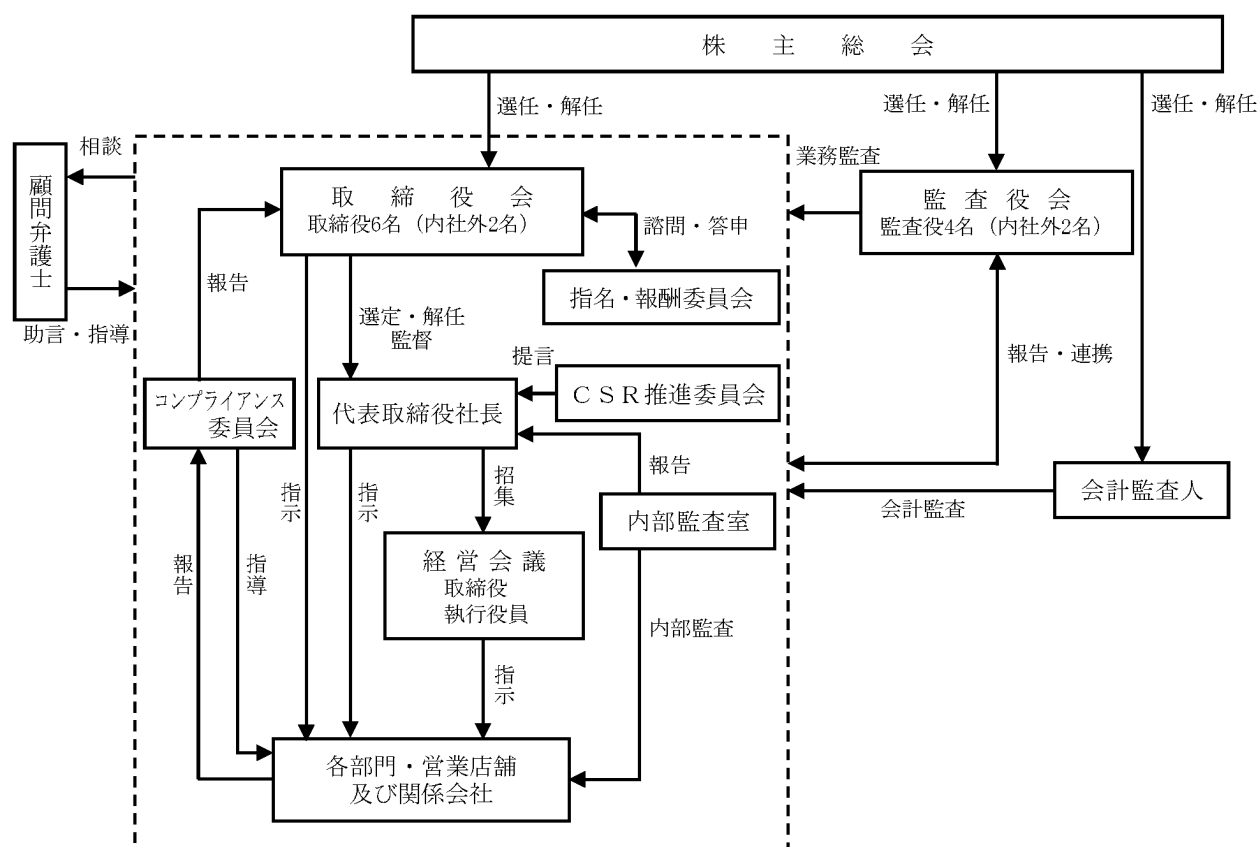 株主総会
選任・解任
選任・解任
選任・解任
相談
顧問弁護士
助言・指導
業務監査
取締役会
取締役6名（内社外2名）
監査役会
監査役4名（内社外2名）
諮問・答申
指名・報酬委員会
報告
選定・解任
監督
報告・連携
提言
コンプライアンス
委員会
代表取締役社長
ＣＳＲ推進委員会
報告
指示
指示
招集
内部監査室
会計監査人
会計監査
経営会議
取締役
執行役員
報告
指導
内部監査
指示
各部門・営業店舗
及び関係会社